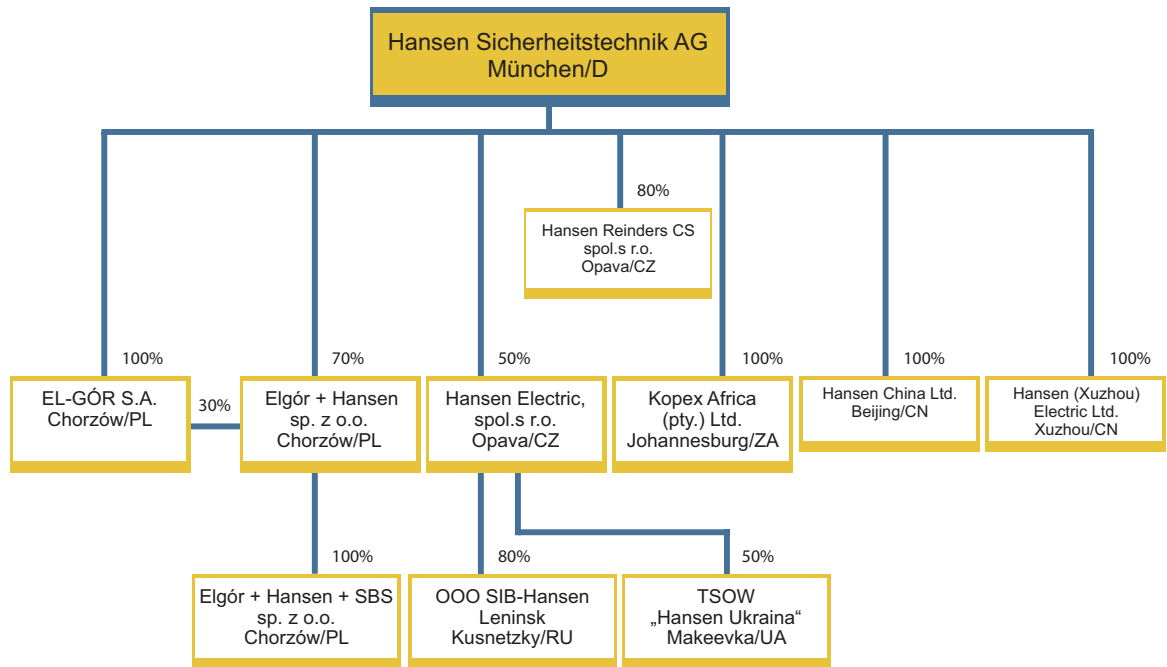 Hansen Sicherheitstechnik AG
München/D
80%
Hansen Reinders CS
spol.s r.o.
Opava/CZ
100%
EL-GÓR S.A.
Chorzów/PL
30%
70%
Elgór + Hansen
sp. z o.o.
Chorzów/PL
50%
Hansen Electric,
spol.s r.o.
Opava/CZ
100%
Kopex Africa
(pty.) Ltd.
Johannesburg/ZA
100%
Hansen China Ltd.
Beijing/CN
100%
Hansen (Xuzhou)
Electric Ltd.
Xuzhou/CN
100%
Elgór + Hansen + SBS
sp. z o.o.
Chorzów/PL
80%
OOO SIB-Hansen
Leninsk
Kusnetzky/RU
50%
TSOW
„Hansen Ukraina“
Makeevka/UA